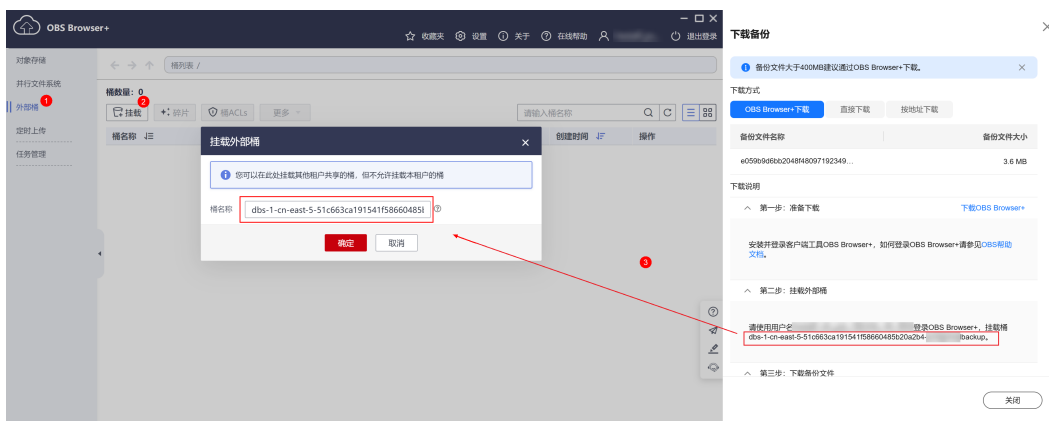 OBS Browser+
收藏夹 设置 关于 在线帮助 退出登录
对象存储
并行文件系统
外部桶 1
定时上传
任务管理
桶列表 /
桶数量：0
2
挂载 碎片 桶ACLs 更多 请输入桶名称
桶名称 创建时间 操作
挂载外部桶
您可以在此处挂载其他租户共享的桶，但不允许挂载本租户的桶
桶名称 dbs-1-cn-east-5-51c663ca191541f58660485
确定 取消
3
下载备份
备份文件大于400MB建议通过OBS Browser+下载。
下载方式
OBS Browser+下载 直接下载 按地址下载
备份文件名称 备份文件大小
e059b9d6bb2048f48097192349... 3.6 MB
下载说明
第一步：准备下载 下载OBS Browser+
安装并登录客户端工具OBS Browser+，如何登录OBS Browser+请参见OBS帮助
文档。
第二步：挂载外部桶
请使用用户名 登录OBS Browser+，挂载桶
dbs-1-cn-east-5-51c663ca191541f58660485b20a2b4- backup。
第三步：下载备份文件
关闭